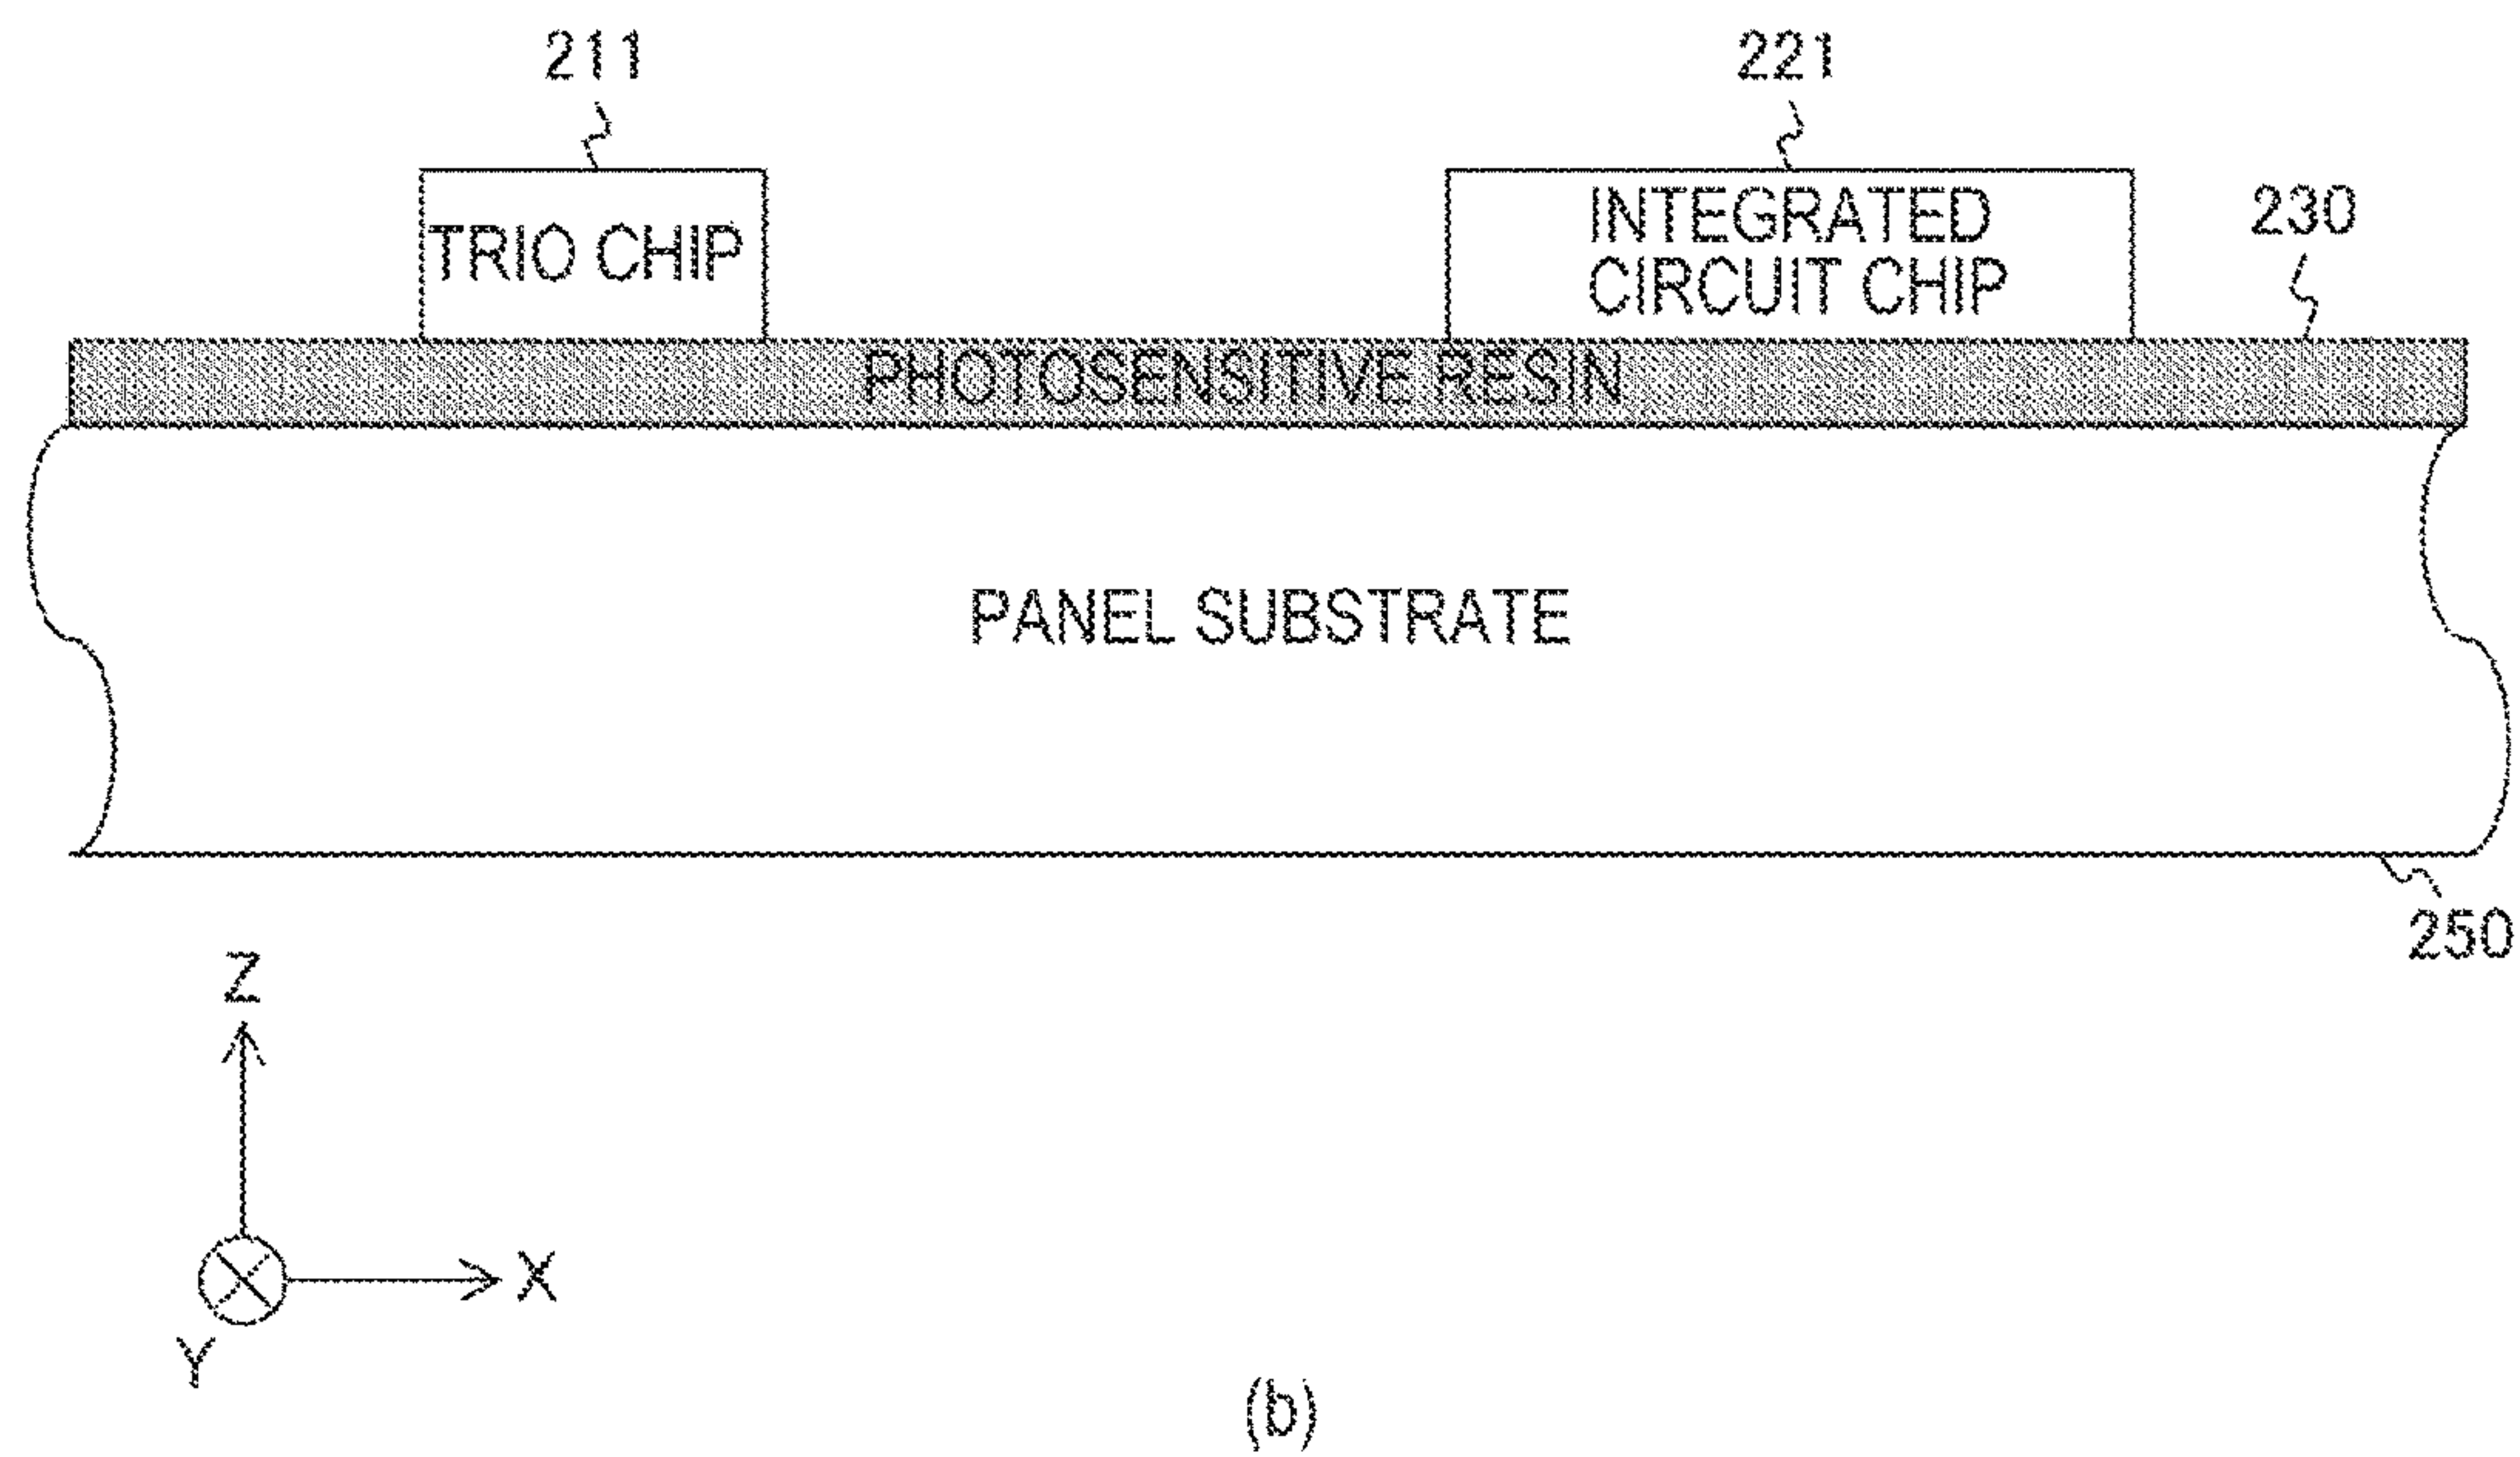 211
221
TRIO CHIP
INTEGRATED
CIRCUIT CHIP
230
PHOTOSENSITIVE RESIN
PANEL SUBSTRATE
250
Z
X
Y
(b)